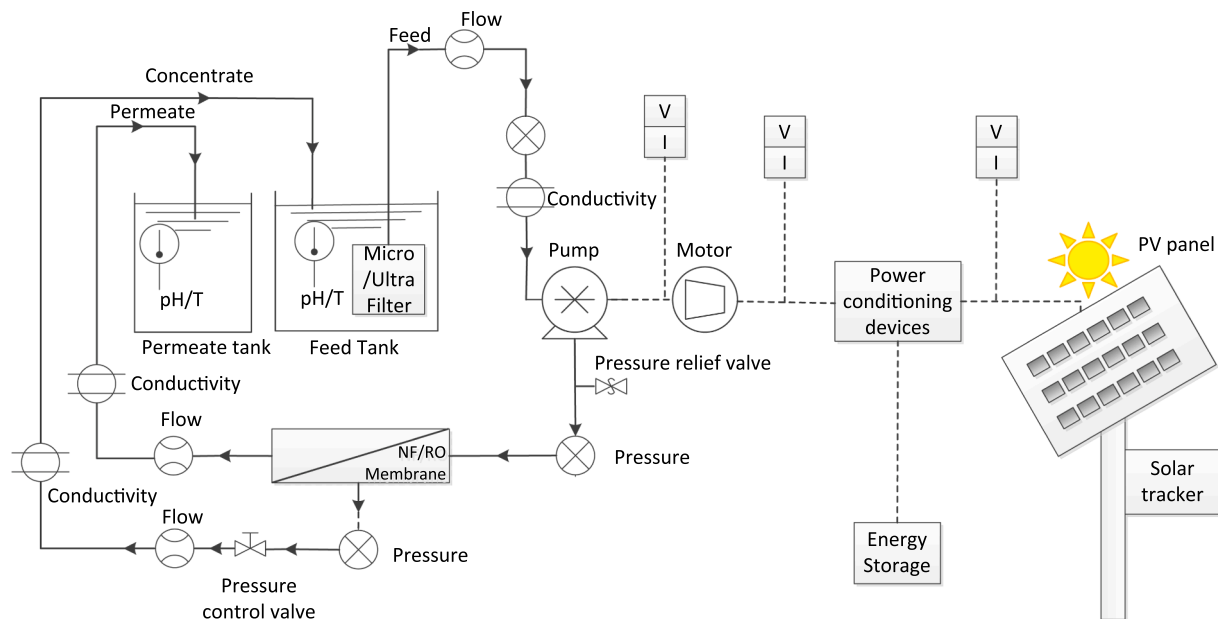 Flow
Feed
Concentrate
Permeate
V
I
V
I
V
I
Conductivity
Micro
/Ultra
Filter
pH/T
pH/T
Permeate tank
Feed Tank
Pump
Motor
Power
conditioning
devices
PV panel
Pressure relief valve
Conductivity
Flow
NF/RO
Membrane
Pressure
Solar
tracker
Conductivity
Flow
Pressure
Energy
Storage
Pressure
control valve